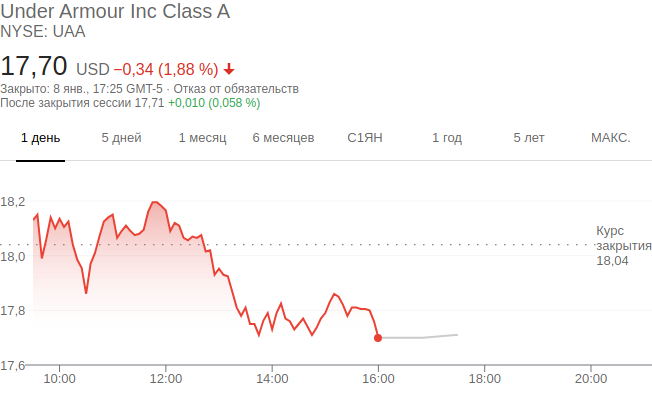 Under Armour Inc Class A
NYSE: UAA
17,70 USD −0,34 (1,88 %)
Закрыто: 8 янв., 17:25 GMT-5 · Отказ от обязательств
После закрытия сессии 17,71 +0,010 (0,058 %)
1 день 5 дней 1 месяц 6 месяцев С1ЯН 1 год 5 лет МАКС.
18,2
Курс
закрытия
18,04
18,0
17,8
17,6
10:00 12:00 14:00 16:00 18:00 20:00